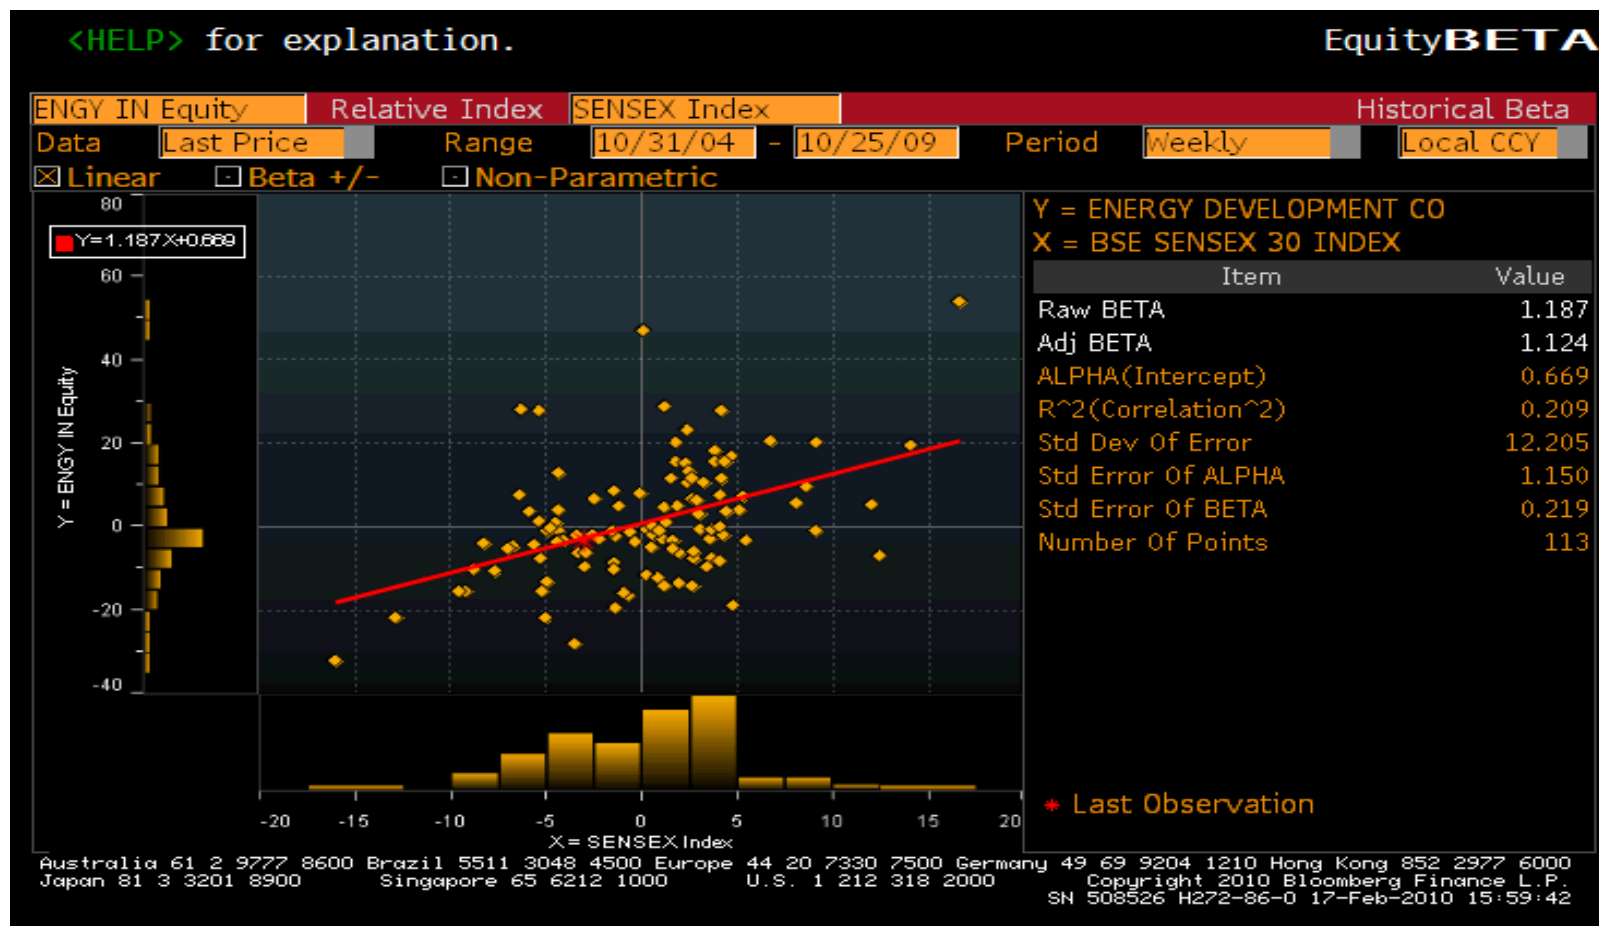 <HELP> for explanation. EquityBETA
ENGY IN Equity Relative Index SENSEX Index Historical Beta
Data Last Price Range 10/31/04 - 10/25/09 Period Weekly Local CCY
Linear Beta +/- Non-Parametric
Y=1.187X+0.669
80
60
40
20
0
-20
-40
Y = ENGY IN Equity
-20 -15 -10 -5 0 5 10 15 20
X = SENSEX Index
Y = ENERGY DEVELOPMENT CO
X = BSE SENSEX 30 INDEX
Item Value
Raw BETA 1.187
Adj BETA 1.124
ALPHA(Intercept) 0.669
R^2(Correlation^2) 0.209
Std Dev Of Error 12.205
Std Error Of ALPHA 1.150
Std Error Of BETA 0.219
Number Of Points 113
* Last Observation
Australia 61 2 9777 8600 Brazil 5511 3048 4500 Europe 44 20 7330 7500 Germany 49 69 9204 1210 Hong Kong 852 2977 6000
Japan 81 3 3201 8900 Singapore 65 6212 1000 U.S. 1 212 318 2000 Copyright 2010 Bloomberg Finance L.P.
SN 508526 H272-86-0 17-Feb-2010 15:59:42